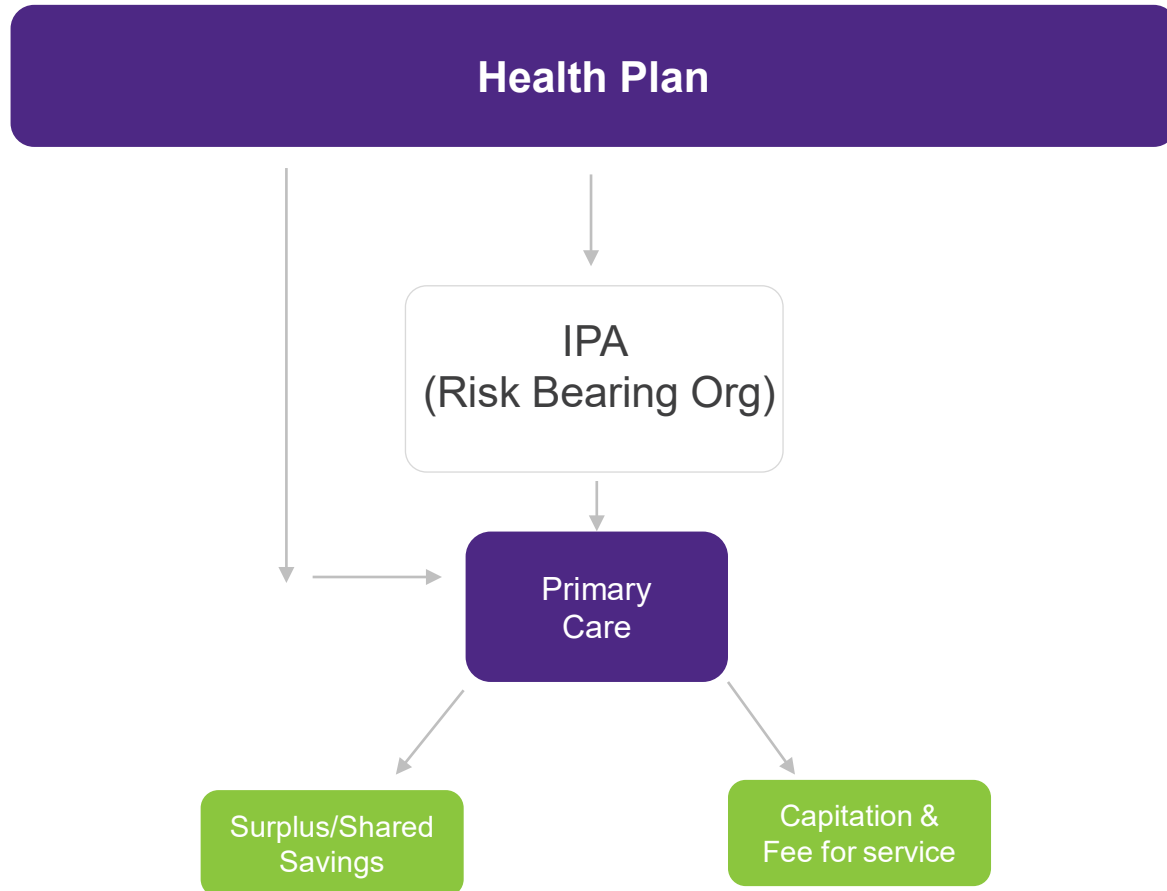 Health Plan
IPA
(Risk Bearing Org)
Primary
Care
Surplus/Shared
Savings
Capitation &
Fee for service